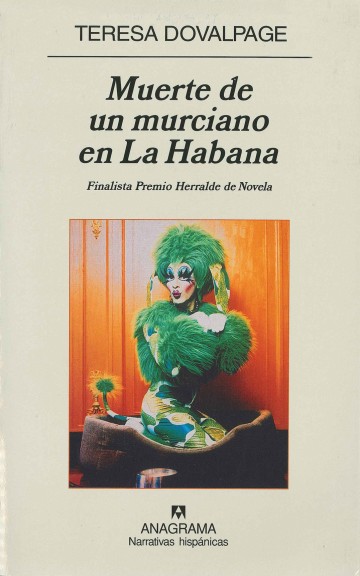 TERESA DOVALPAGE
Muerte de
un murciano
en La Habana
Finalista Premio Herralde de Novela
ANAGRAMA
Narrativas hispánicas